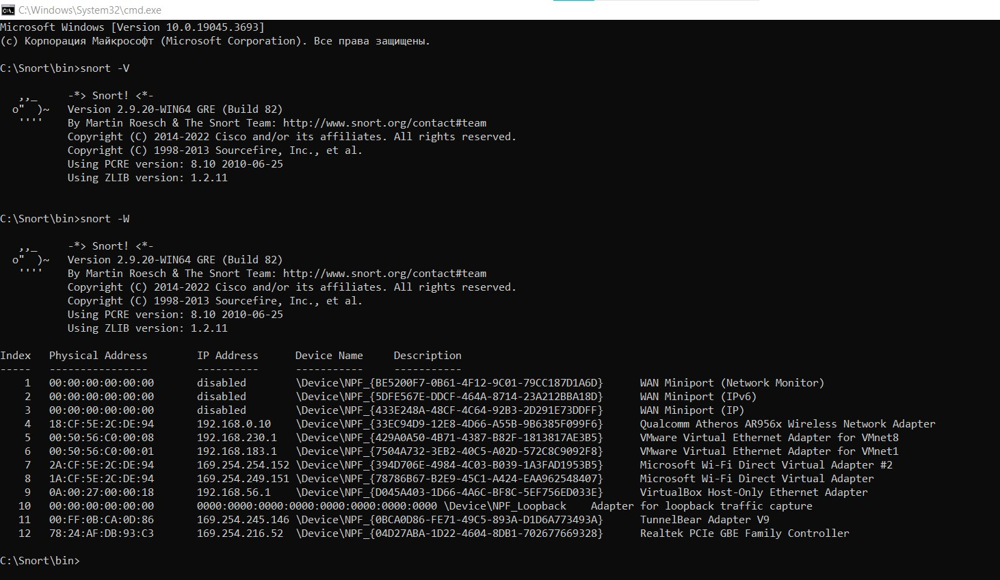 C:\Windows\System32\cmd.exe
Microsoft Windows [Version 10.0.19045.3693]
(c) Корпорация Майкрософт (Microsoft Corporation). Все права защищены.
C:\Snort\bin>snort -V
,,_     -*> Snort! <*-
o"  )~   Version 2.9.20-WIN64 GRE (Build 82)
''''    By Martin Roesch & The Snort Team: http://www.snort.org/contact#team
Copyright (C) 2014-2022 Cisco and/or its affiliates. All rights reserved.
Copyright (C) 1998-2013 Sourcefire, Inc., et al.
Using PCRE version: 8.10 2010-06-25
Using ZLIB version: 1.2.11
C:\Snort\bin>snort -W
,,_     -*> Snort! <*-
o"  )~   Version 2.9.20-WIN64 GRE (Build 82)
''''    By Martin Roesch & The Snort Team: http://www.snort.org/contact#team
Copyright (C) 2014-2022 Cisco and/or its affiliates. All rights reserved.
Copyright (C) 1998-2013 Sourcefire, Inc., et al.
Using PCRE version: 8.10 2010-06-25
Using ZLIB version: 1.2.11
Index   Physical Address        IP Address      Device Name     Description
-----   ----------------        ----------      -----------     -----------
1   00:00:00:00:00:00       disabled        \Device\NPF_{BE5200F7-0B61-4F12-9C01-79CC187D1A6D}      WAN Miniport (Network Monitor)
2   00:00:00:00:00:00       disabled        \Device\NPF_{5DFE567E-DDCF-464A-8714-23A212BBA18D}      WAN Miniport (IPv6)
3   00:00:00:00:00:00       disabled        \Device\NPF_{433E248A-48CF-4C64-92B3-2D291E73DDFF}      WAN Miniport (IP)
4   18:CF:5E:2C:DE:94       192.168.0.10    \Device\NPF_{33EC94D9-12E8-4D66-A55B-9B6385F099F6}      Qualcomm Atheros AR956x Wireless Network Adapter
5   00:50:56:C0:00:08       192.168.230.1   \Device\NPF_{429A0A50-4B71-4387-B82F-1813817AE3B5}      VMware Virtual Ethernet Adapter for VMnet8
6   00:50:56:C0:00:01       192.168.183.1   \Device\NPF_{7504A732-3EB2-40C5-A02D-572C8C9092F8}      VMware Virtual Ethernet Adapter for VMnet1
7   2A:CF:5E:2C:DE:94       169.254.254.152 \Device\NPF_{394D706E-4984-4C03-B039-1A3FAD1953B5}      Microsoft Wi-Fi Direct Virtual Adapter #2
8   1A:CF:5E:2C:DE:94       169.254.249.151 \Device\NPF_{78786B67-B2E9-45C1-A424-EAA962548407}      Microsoft Wi-Fi Direct Virtual Adapter
9   0A:00:27:00:00:18       192.168.56.1    \Device\NPF_{D045A403-1D66-4A6C-BF8C-5EF756ED033E}      VirtualBox Host-Only Ethernet Adapter
10   00:00:00:00:00:00       0000:0000:0000:0000:0000:0000:0000:0000 \Device\NPF_Loopback    Adapter for loopback traffic capture
11   00:FF:0B:CA:0D:86       169.254.245.146 \Device\NPF_{0BCA0D86-FE71-49C5-893A-D1D6A773493A}      TunnelBear Adapter V9
12   78:24:AF:DB:93:C3       169.254.216.52  \Device\NPF_{04D27ABA-1D22-4604-8DB1-702677669328}      Realtek PCIe GBE Family Controller
C:\Snort\bin>